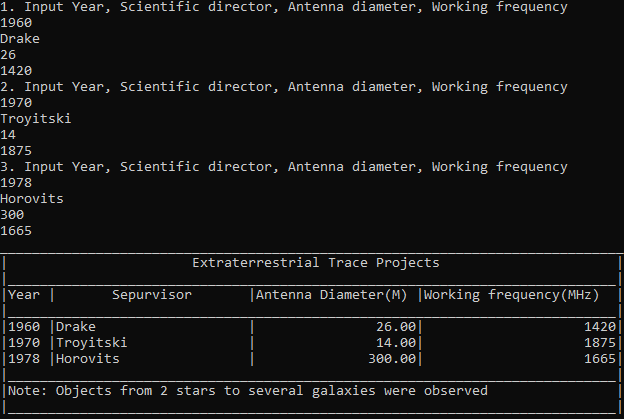 1. Input Year, Scientific director, Antenna diameter, Working frequency
1960
Drake
26
1420
2. Input Year, Scientific director, Antenna diameter, Working frequency
1970
Troyitski
14
1875
3. Input Year, Scientific director, Antenna diameter, Working frequency
1978
Horovits
300
1665
Extraterrestrial Trace Projects
|Year | Sepurvisor |Antenna Diameter(M) |Working frequency(MHz) |
|1960 |Drake | 26.00| 1420|
|1970 |Troyitski | 14.00| 1875|
|1978 |Horovits | 300.00| 1665|
|Note: Objects from 2 stars to several galaxies were observed |